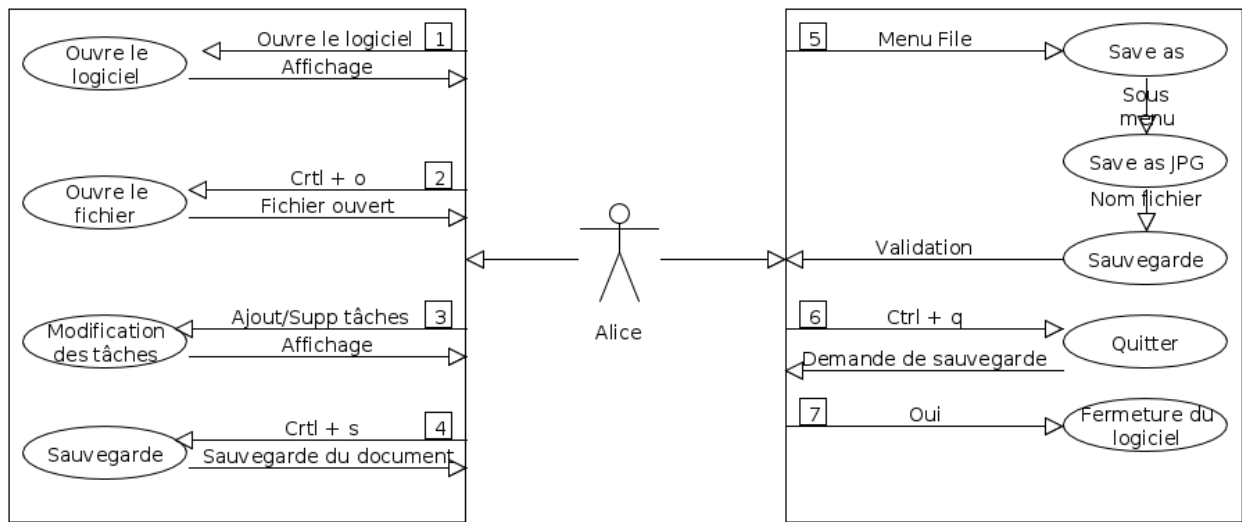 Ouvre le logiciel 1
Ouvre le
logiciel
Affichage
Crtl + o 2
Ouvre le
fichier
Fichier ouvert
Ajout/Supp tâches 3
Modification
des tâches
Affichage
Crtl + s 4
Sauvegarde
Sauvegarde du document
Alice
5 Menu File
Save as
Sous
menu
Save as JPG
Nom fichier
Validation
Sauvegarde
6 Ctrl + q
Quitter
Demande de sauvegarde
7 Oui
Fermeture du
logiciel